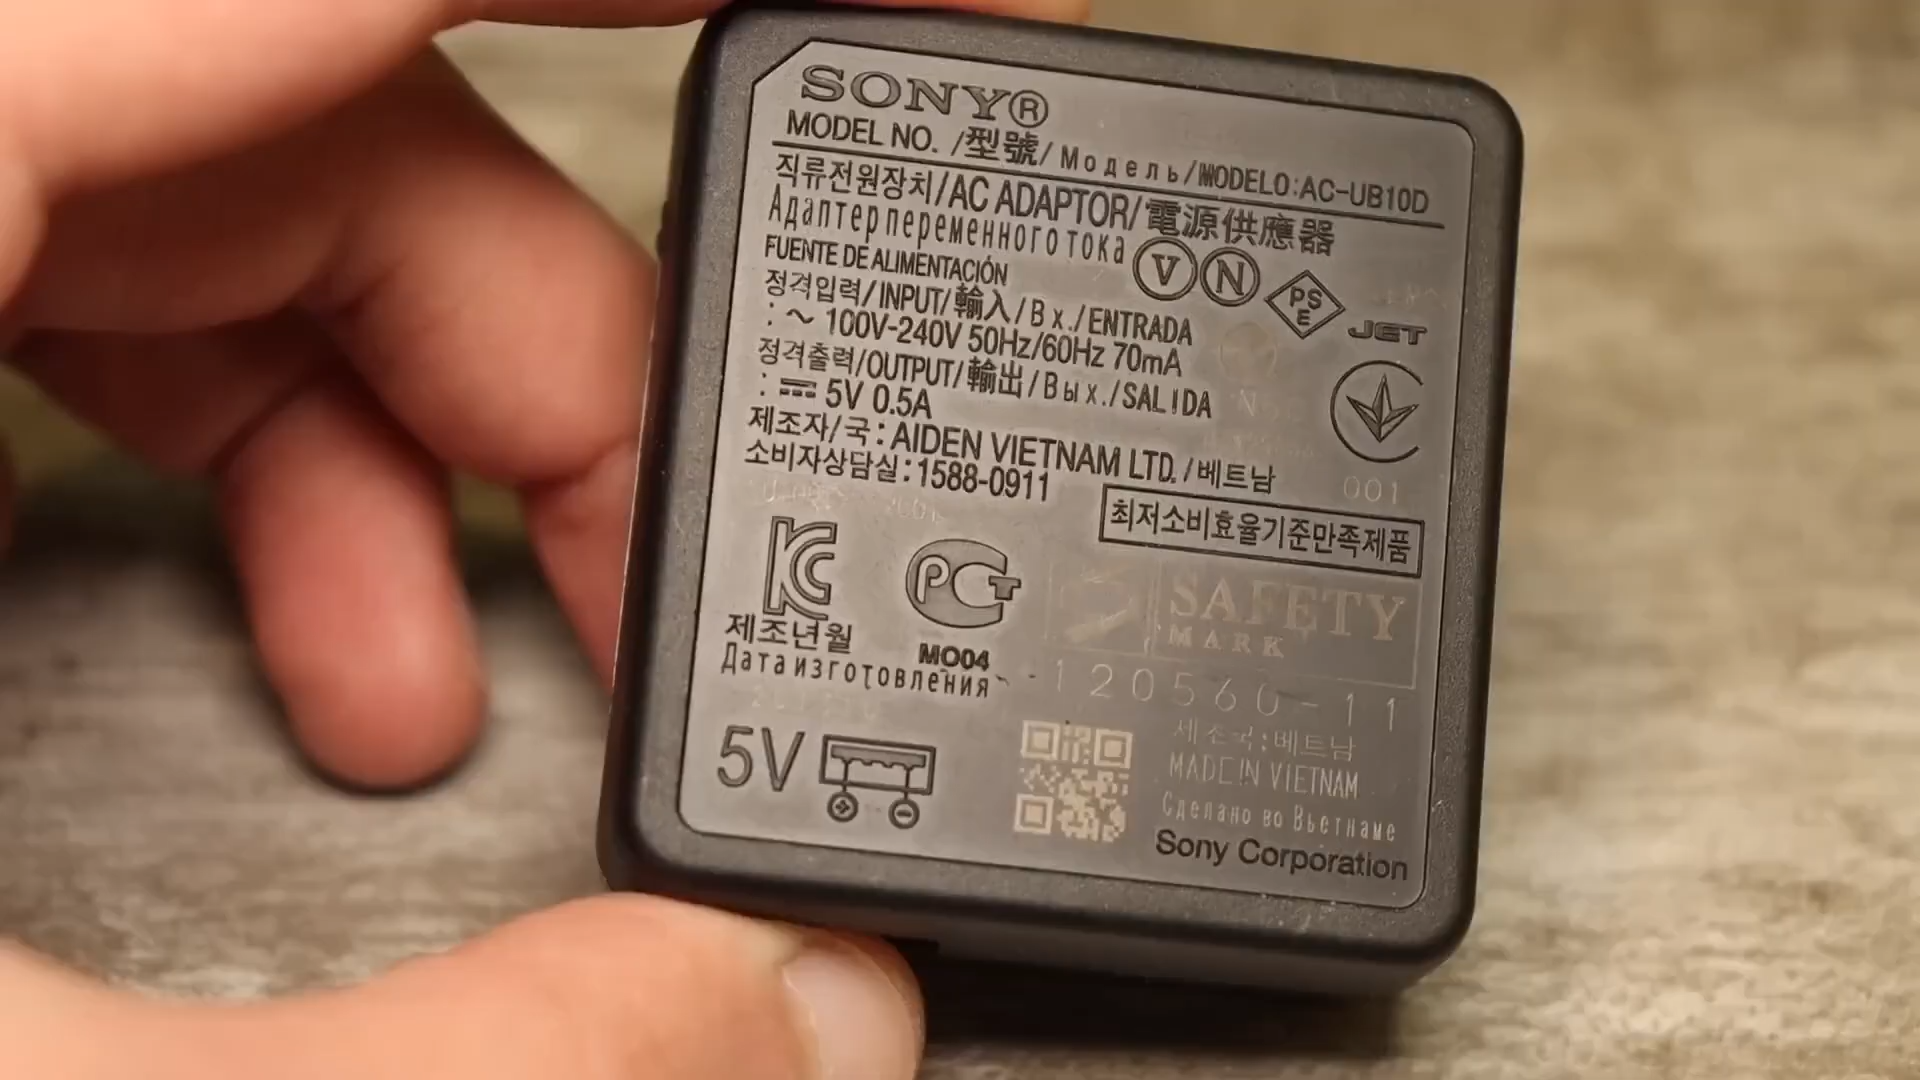 SONY®
MODEL NO. /型號/Модель/MODELO:AC-UB10D
직류전원장치/AC ADAPTOR/電源供應器
Адаптер переменного тока
FUENTE DE ALIMENTACIÓN
V N
PSE
JET
정격입력/INPUT/輸入/Вх./ENTRADA
: ~ 100V-240V 50Hz/60Hz 70mA
정격출력/OUTPUT/輸出/Вых./SALIDA
: ⎓ 5V 0.5A
제조자/국: AIDEN VIETNAM LTD./베트남
소비자상담실:1588-0911
001
최저소비효율기준만족제품
KC
PCT
MO04
SAFETY
MARK
제조년월
Дата изготовления
120560-11
5V
제조국:베트남
MADE IN VIETNAM
Сделано во Вьетнаме
Sony Corporation